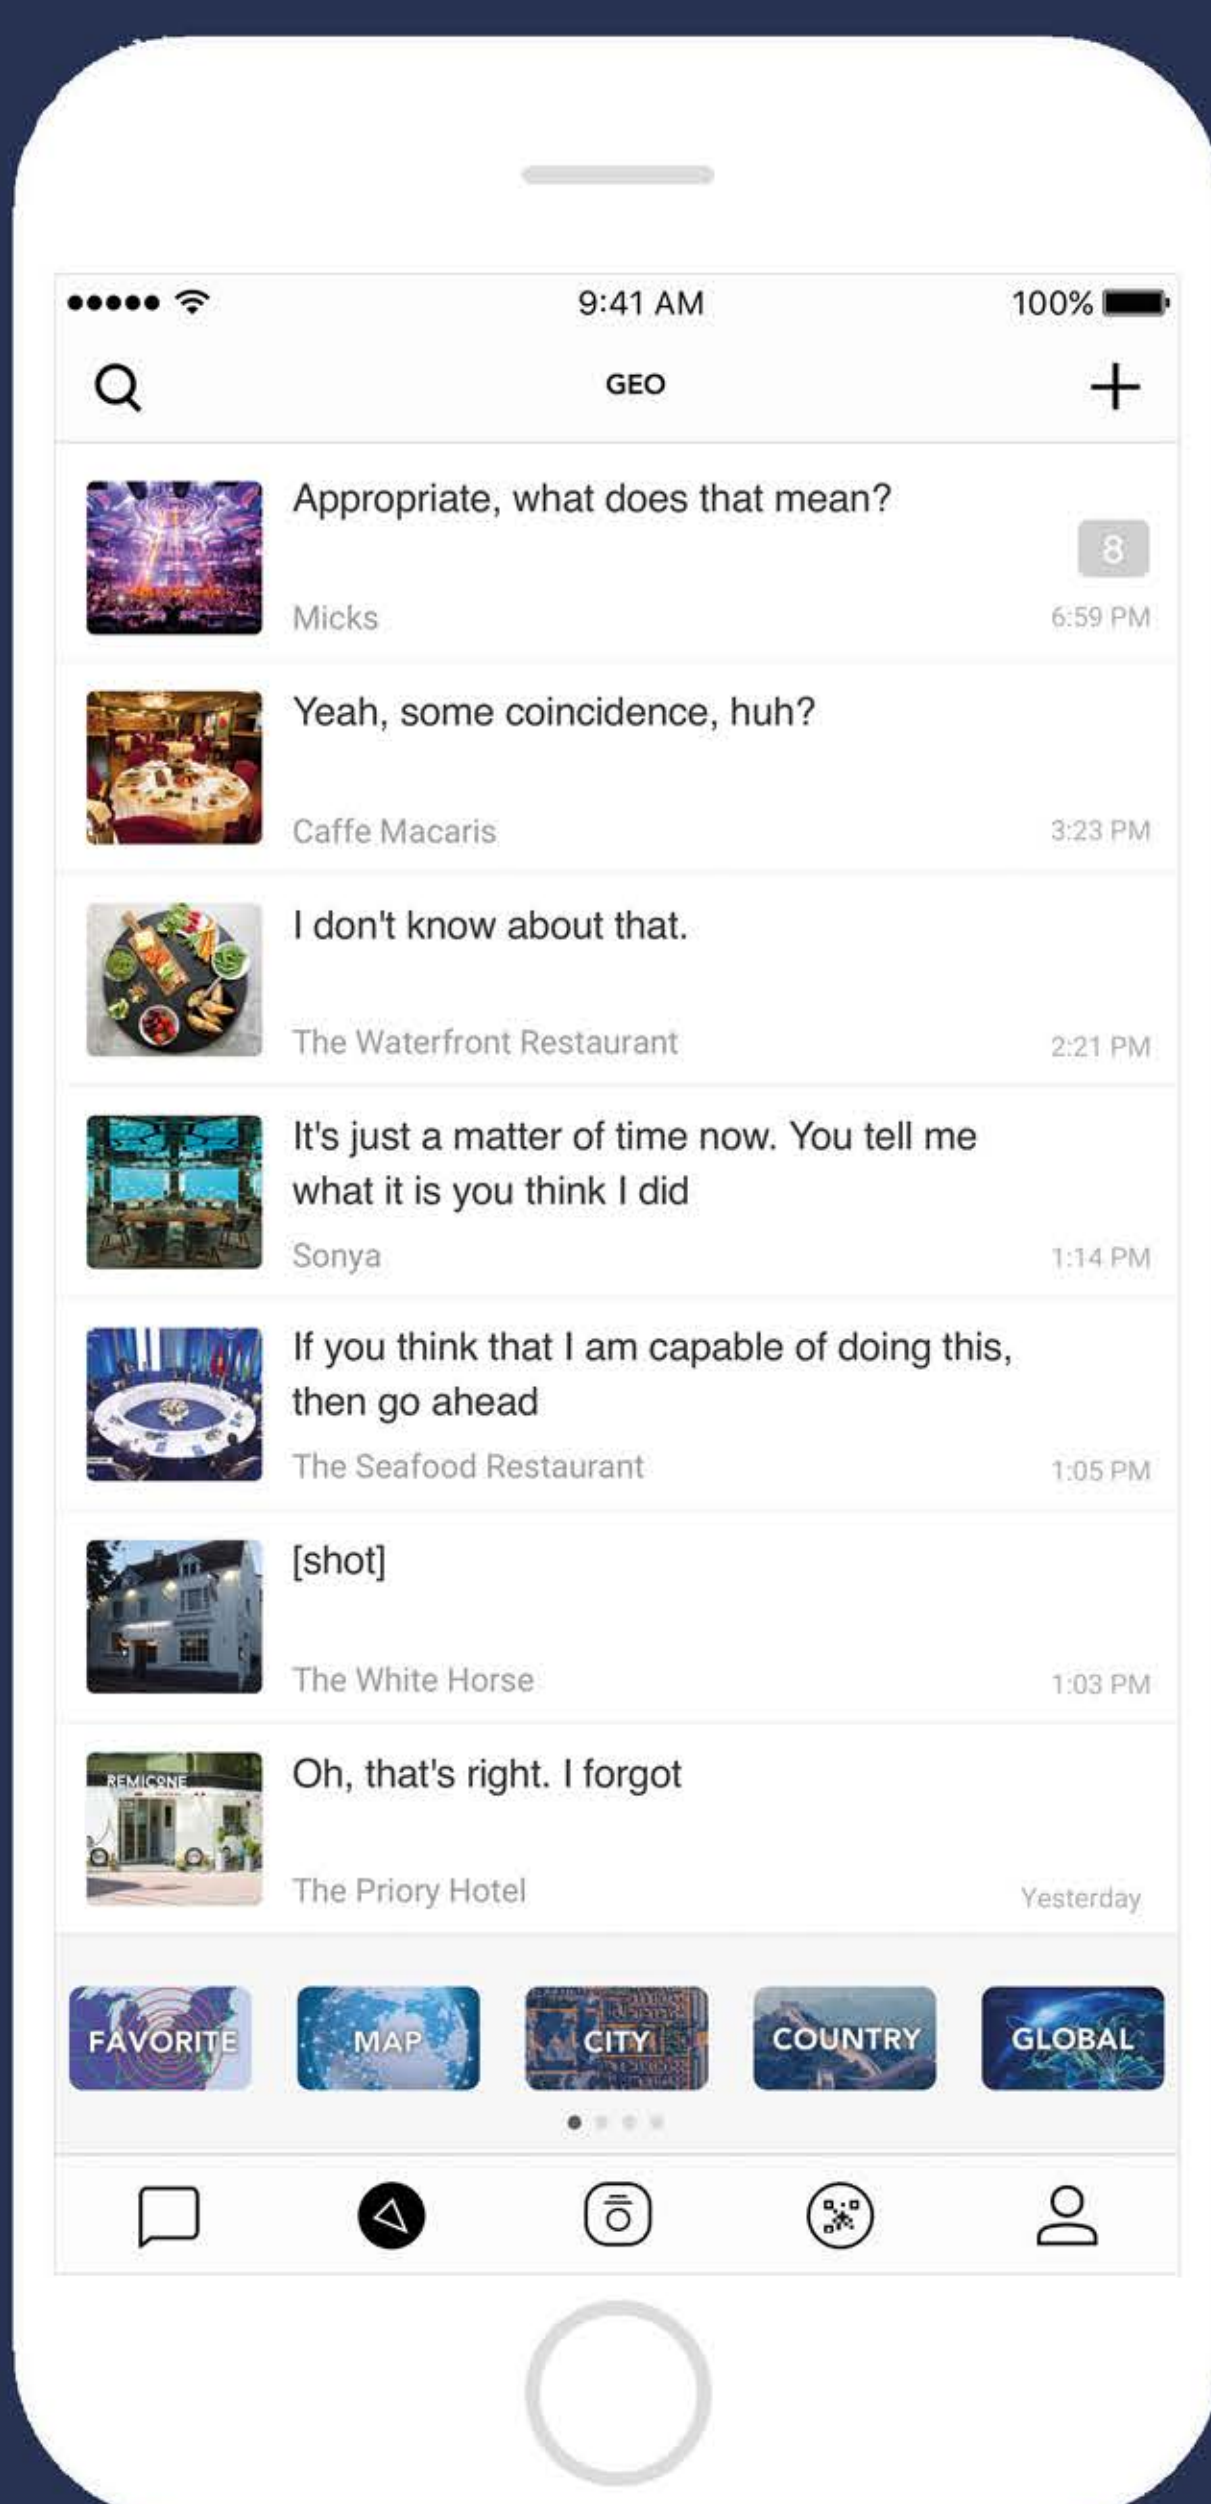 9:41 AM
100%
GEO
Appropriate, what does that mean?
8
Micks
6:59 PM
Yeah, some coincidence, huh?
Caffe Macaris
3:23 PM
I don't know about that.
The Waterfront Restaurant
2:21 PM
It's just a matter of time now. You tell me
what it is you think I did
Sonya
1:14 PM
If you think that I am capable of doing this,
then go ahead
The Seafood Restaurant
1:05 PM
[shot]
The White Horse
1:03 PM
REMICONE
Oh, that's right. I forgot
The Priory Hotel
Yesterday
FAVORITE
MAP
CITY
COUNTRY
GLOBAL